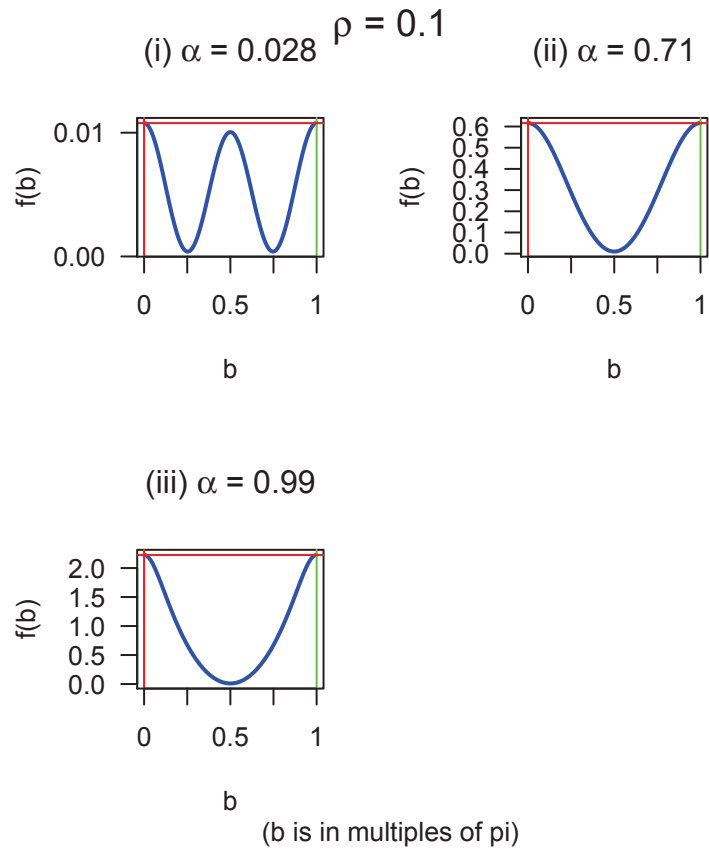 ρ = 0.1
(i) α = 0.028
f(b)
0.01
0.00
0 0.5 1
b
(ii) α = 0.71
f(b)
0.6
0.5
0.4
0.3
0.2
0.1
0.0
0 0.5 1
b
(iii) α = 0.99
f(b)
2.0
1.5
1.0
0.5
0.0
0 0.5 1
b
(b is in multiples of pi)